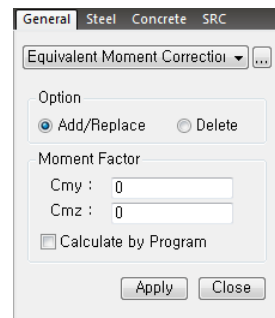 General Steel Concrete SRC
Equivalent Moment Correctio ...
Option
Add/Replace Delete
Moment Factor
Cmy : 0
Cmz : 0
Calculate by Program
Apply Close